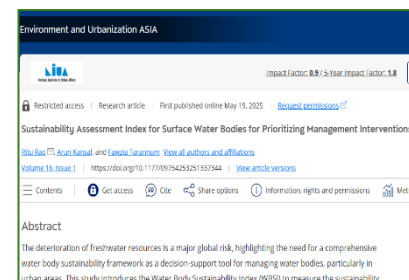 Environment and Urbanization ASIA
Impact Factor: 0.9 / 5-Year Impact Factor: 1.8
Restricted access | Research article | First published online May 15, 2025 | Request permissions
Sustainability Assessment Index for Surface Water Bodies for Prioritizing Management Interventions
Ritu Rao, Arun Kansal, and Fawzia Tarannum View all authors and affiliations
Volume 16, Issue 1 | https://doi.org/10.1177/09754253251337344 | View article versions
Contents | Get access Cite Share options Information, rights and permissions Met
Abstract
The deterioration of freshwater resources is a major global risk, highlighting the need for a comprehensive
water body sustainability framework as a decision-support tool for managing water bodies, particularly in
urban areas. This study introduces the Water Body Sustainability Index (WBSI) to measure the sustainability